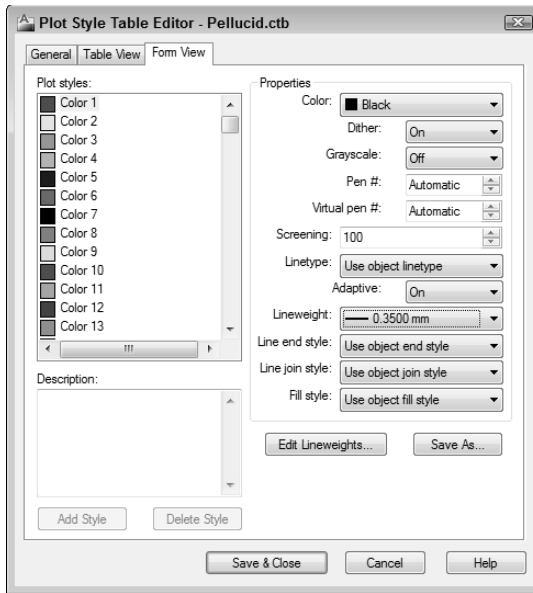 Plot Style Table Editor - Pellucid.ctb
General Table View Form View
Plot styles:
Color 1
Color 2
Color 3
Color 4
Color 5
Color 6
Color 7
Color 8
Color 9
Color 10
Color 11
Color 12
Color 13
Description:
Add Style Delete Style
Properties
Color: Black
Dither: On
Grayscale: Off
Pen #: Automatic
Virtual pen #: Automatic
Screening: 100
Linetype: Use object linetype
Adaptive: On
Lineweight: 0.3500 mm
Line end style: Use object end style
Line join style: Use object join style
Fill style: Use object fill style
Edit Lineweights... Save As...
Save & Close Cancel Help